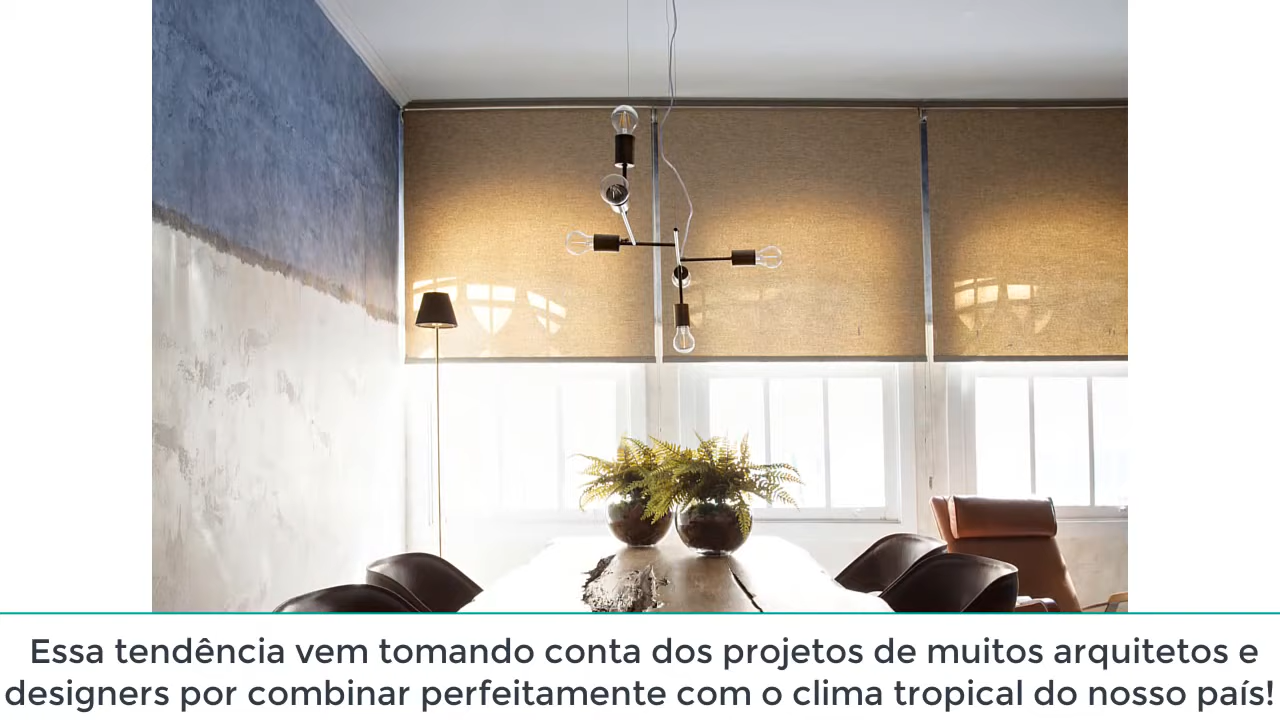 Essa tendência vem tomando conta dos projetos de muitos arquitetos e
designers por combinar perfeitamente com o clima tropical do nosso país!